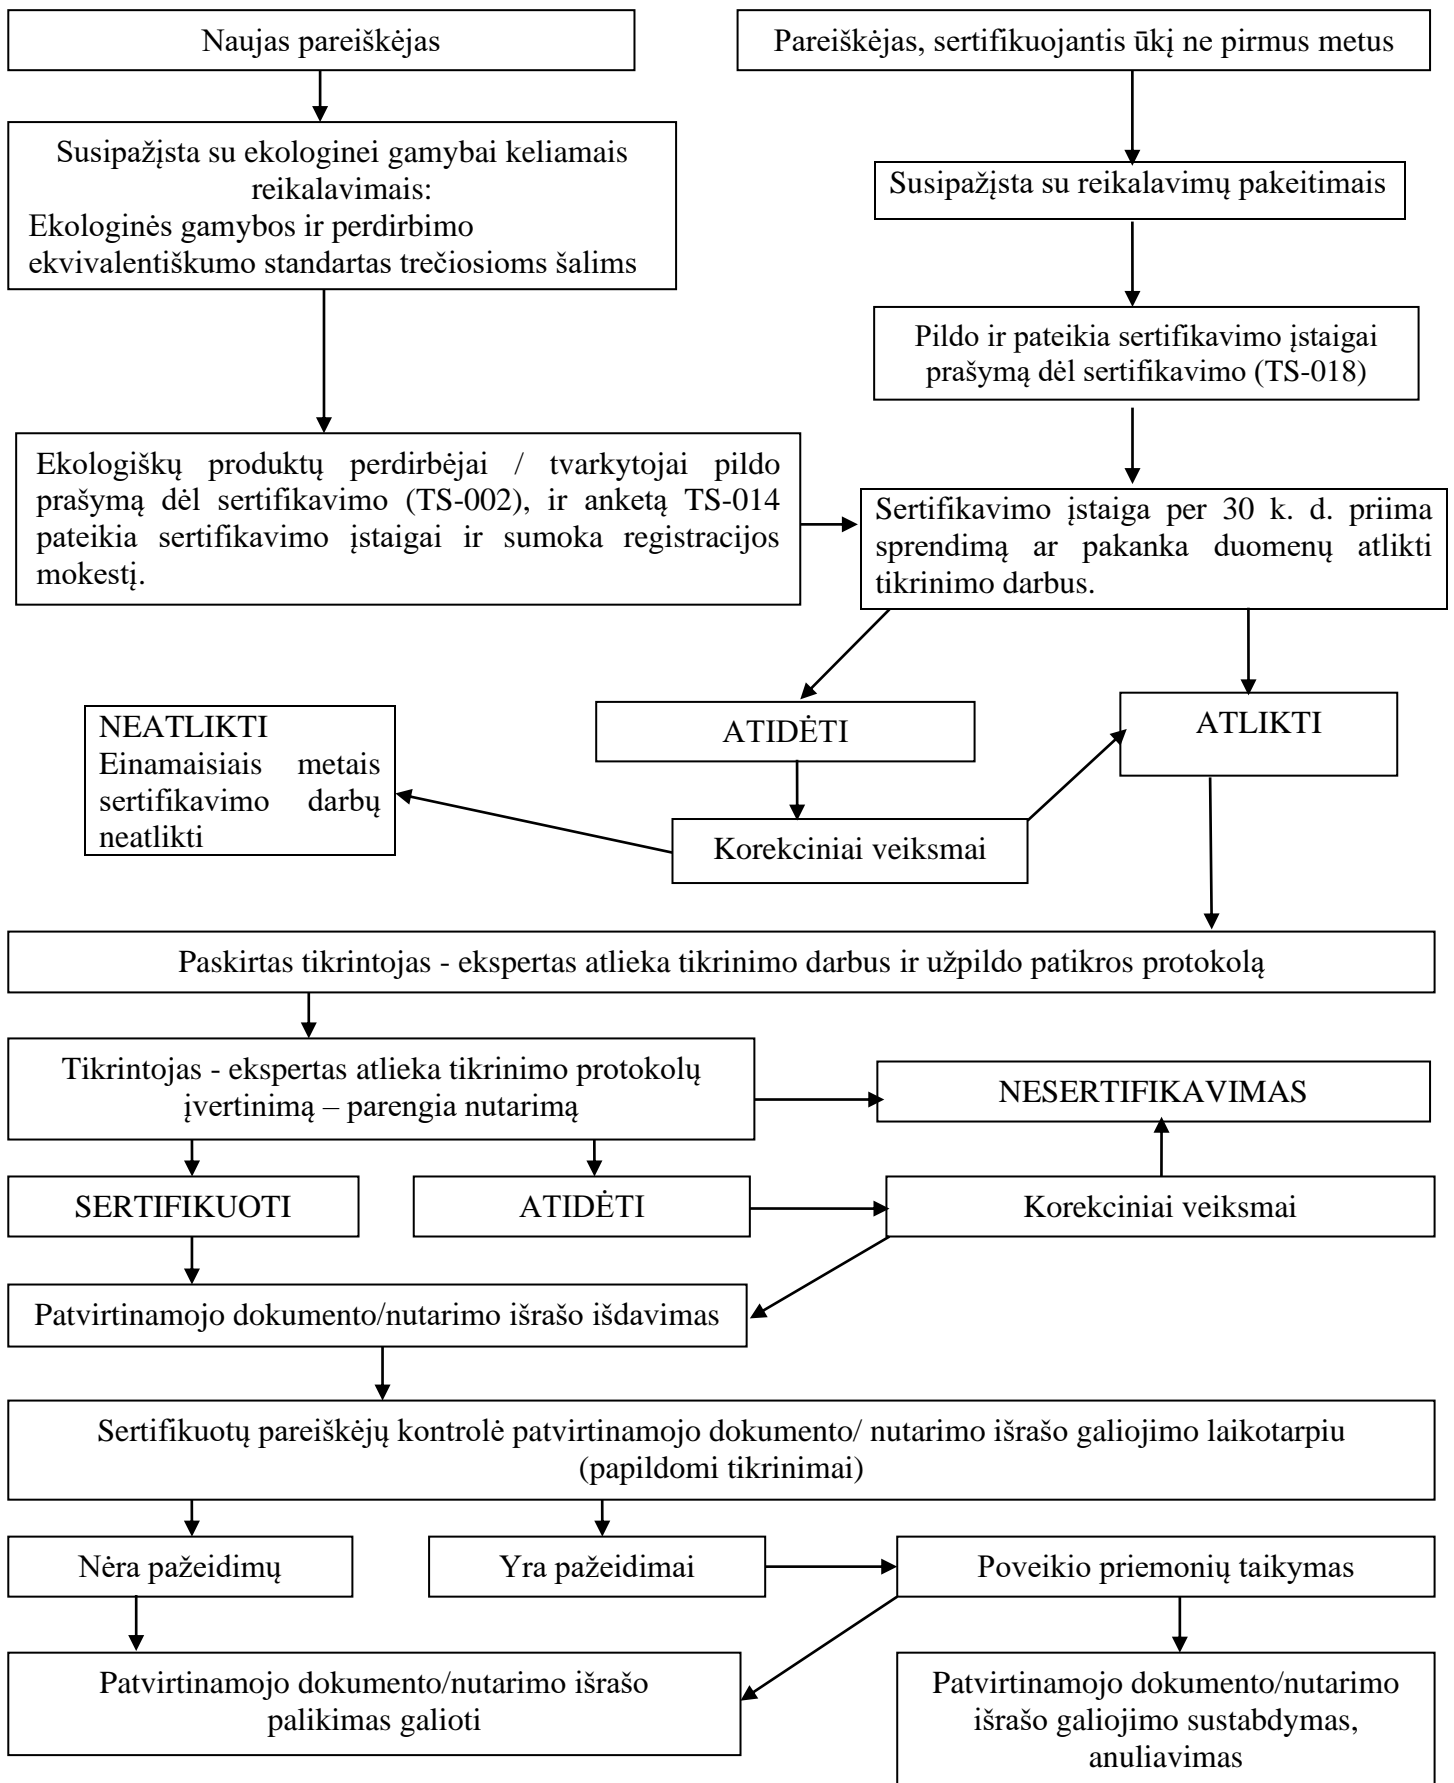 Naujas pareiškėjas
Pareiškėjas, sertifikuojantis ūkį ne pirmus metus
Susipažįsta su ekologinei gamybai keliamais
reikalavimais:
Ekologinės gamybos ir perdirbimo
ekvivalentiškumo standartas trečiosioms šalims
Susipažįsta su reikalavimų pakeitimais
Pildo ir pateikia sertifikavimo įstaigai
prašymą dėl sertifikavimo (TS-018)
Ekologiškų produktų perdirbėjai / tvarkytojai pildo
prašymą dėl sertifikavimo (TS-002), ir anketą TS-014
pateikia sertifikavimo įstaigai ir sumoka registracijos
mokestį.
Sertifikavimo įstaiga per 30 k. d. priima
sprendimą ar pakanka duomenų atlikti
tikrinimo darbus.
NEATLIKTI
Einamaisiais metais
sertifikavimo darbų
neatlikti
ATIDĖTI
ATLIKTI
Korekciniai veiksmai
Paskirtas tikrintojas - ekspertas atlieka tikrinimo darbus ir užpildo patikros protokolą
Tikrintojas - ekspertas atlieka tikrinimo protokolų
įvertinimą – parengia nutarimą
NESERTIFIKAVIMAS
SERTIFIKUOTI
ATIDĖTI
Korekciniai veiksmai
Patvirtinamojo dokumento/nutarimo išrašo išdavimas
Sertifikuotų pareiškėjų kontrolė patvirtinamojo dokumento/ nutarimo išrašo galiojimo laikotarpiu
(papildomi tikrinimai)
Nėra pažeidimų
Yra pažeidimai
Poveikio priemonių taikymas
Patvirtinamojo dokumento/nutarimo išrašo
palikimas galioti
Patvirtinamojo dokumento/nutarimo
išrašo galiojimo sustabdymas,
anuliavimas